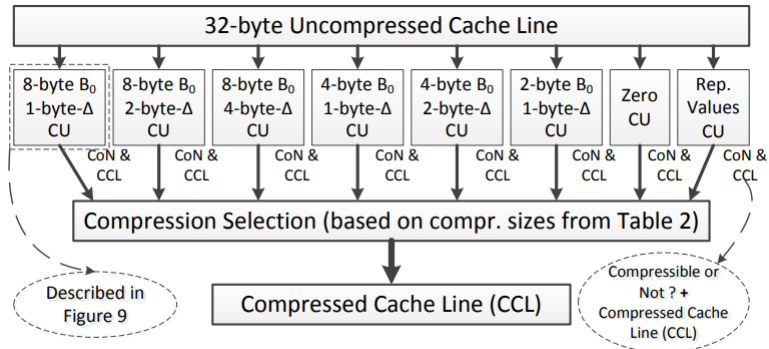 32-byte Uncompressed Cache Line
8-byte B₀
1-byte-Δ
CU
8-byte B₀
2-byte-Δ
CU
8-byte B₀
4-byte-Δ
CU
4-byte B₀
1-byte-Δ
CU
4-byte B₀
2-byte-Δ
CU
2-byte B₀
1-byte-Δ
CU
Zero
CU
Rep.
Values
CU
CoN &
CCL
CoN &
CCL
CoN &
CCL
CoN &
CCL
CoN &
CCL
CoN &
CCL
CoN &
CCL
CoN &
CCL
Compression Selection (based on compr. sizes from Table 2)
Described in
Figure 9
Compressed Cache Line (CCL)
Compressible or
Not ? +
Compressed Cache
Line (CCL)